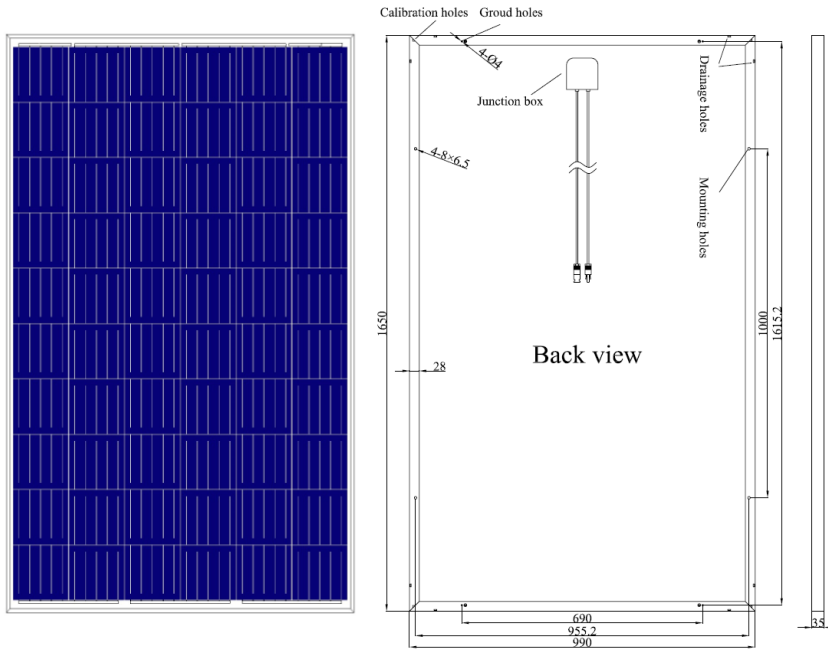 Calibration holes
Groud holes
4-Ø4
Junction box
Drainage holes
4-8×6.5
Mounting holes
1650
1000
1615.2
28
Back view
690
955.2
990
35